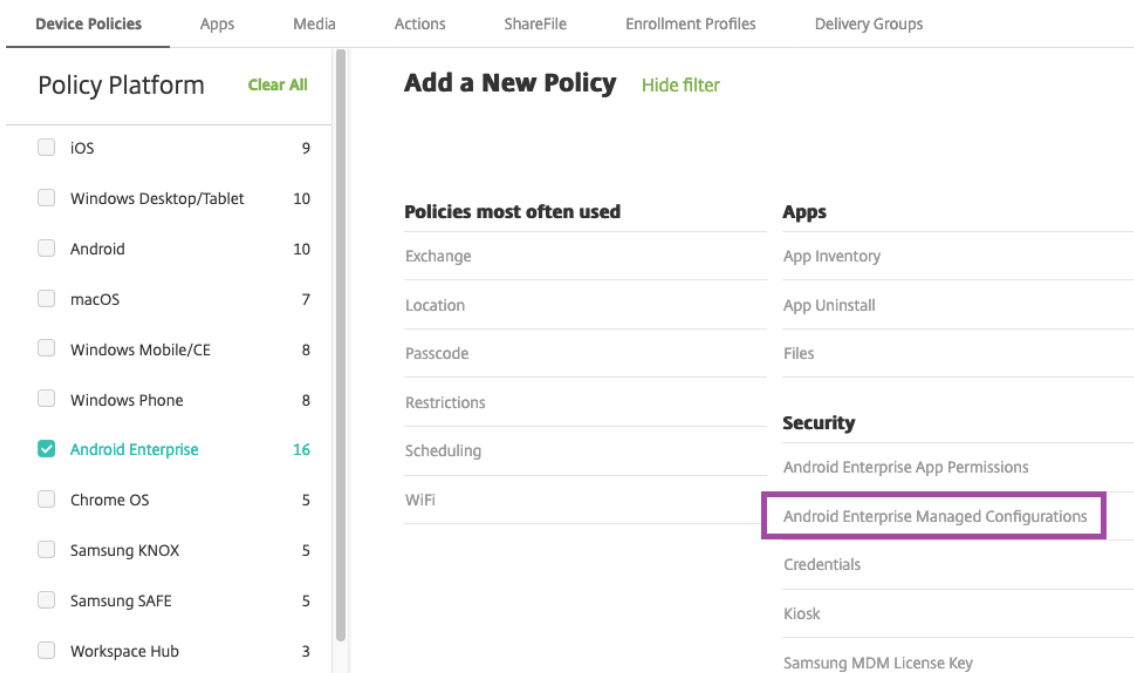 Device Policies Apps Media Actions ShareFile Enrollment Profiles Delivery Groups
Policy Platform Clear All
iOS 9
Windows Desktop/Tablet 10
Android 10
macOS 7
Windows Mobile/CE 8
Windows Phone 8
Android Enterprise 16
Chrome OS 5
Samsung KNOX 5
Samsung SAFE 5
Workspace Hub 3
Add a New Policy Hide filter
Policies most often used
Exchange
Location
Passcode
Restrictions
Scheduling
WiFi
Apps
App Inventory
App Uninstall
Files
Security
Android Enterprise App Permissions
Android Enterprise Managed Configurations
Credentials
Kiosk
Samsung MDM License Key